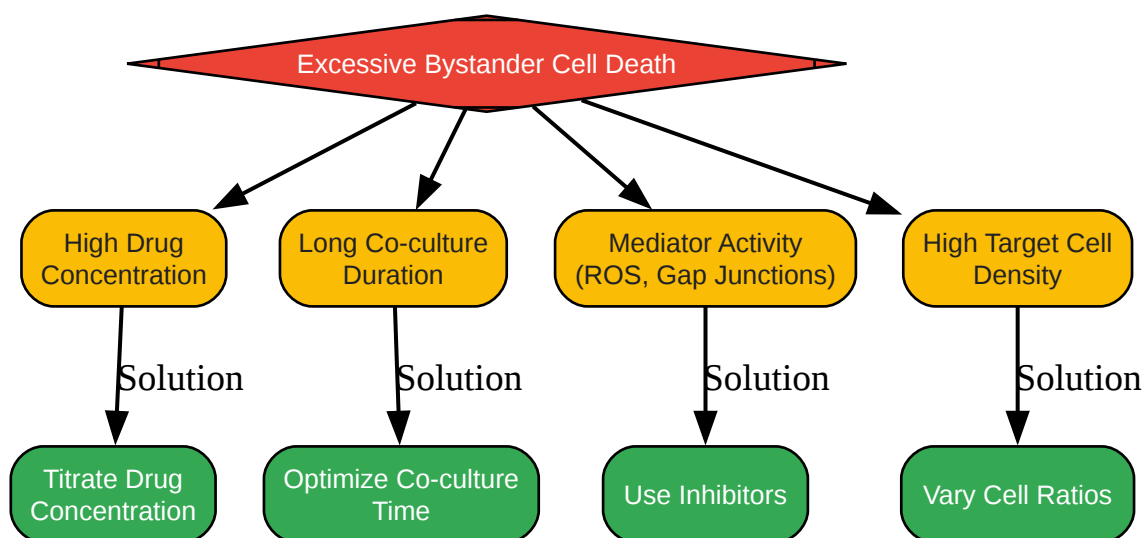 Excessive Bystander Cell Death
High Drug
Concentration
Long Co-culture
Duration
Mediator Activity
(ROS, Gap Junctions)
High Target Cell
Density
Solution
Solution
Solution
Solution
Titrate Drug
Concentration
Optimize Co-culture
Time
Use Inhibitors
Vary Cell Ratios